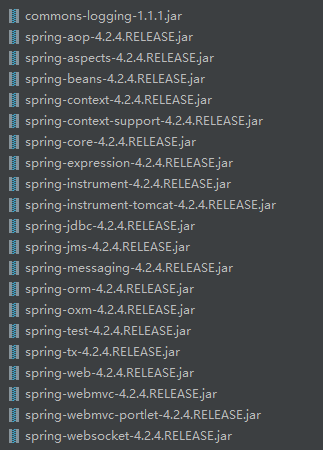 commons-logging-1.1.1.jar
spring-aop-4.2.4.RELEASE.jar
spring-aspects-4.2.4.RELEASE.jar
spring-beans-4.2.4.RELEASE.jar
spring-context-4.2.4.RELEASE.jar
spring-context-support-4.2.4.RELEASE.jar
spring-core-4.2.4.RELEASE.jar
spring-expression-4.2.4.RELEASE.jar
spring-instrument-4.2.4.RELEASE.jar
spring-instrument-tomcat-4.2.4.RELEASE.jar
spring-jdbc-4.2.4.RELEASE.jar
spring-jms-4.2.4.RELEASE.jar
spring-messaging-4.2.4.RELEASE.jar
spring-orm-4.2.4.RELEASE.jar
spring-oxm-4.2.4.RELEASE.jar
spring-test-4.2.4.RELEASE.jar
spring-tx-4.2.4.RELEASE.jar
spring-web-4.2.4.RELEASE.jar
spring-webmvc-4.2.4.RELEASE.jar
spring-webmvc-portlet-4.2.4.RELEASE.jar
spring-websocket-4.2.4.RELEASE.jar